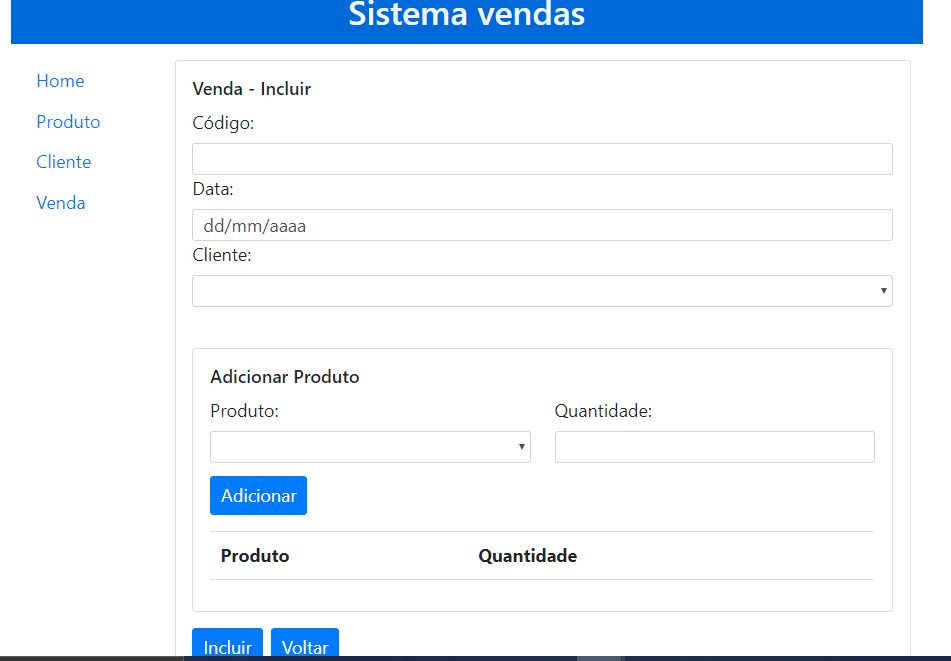 Sistema vendas
Home
Produto
Cliente
Venda
Venda - Incluir
Código:
Data:
dd/mm/aaaa
Cliente:
Adicionar Produto
Produto: Quantidade:
Adicionar
Produto Quantidade
Incluir Voltar